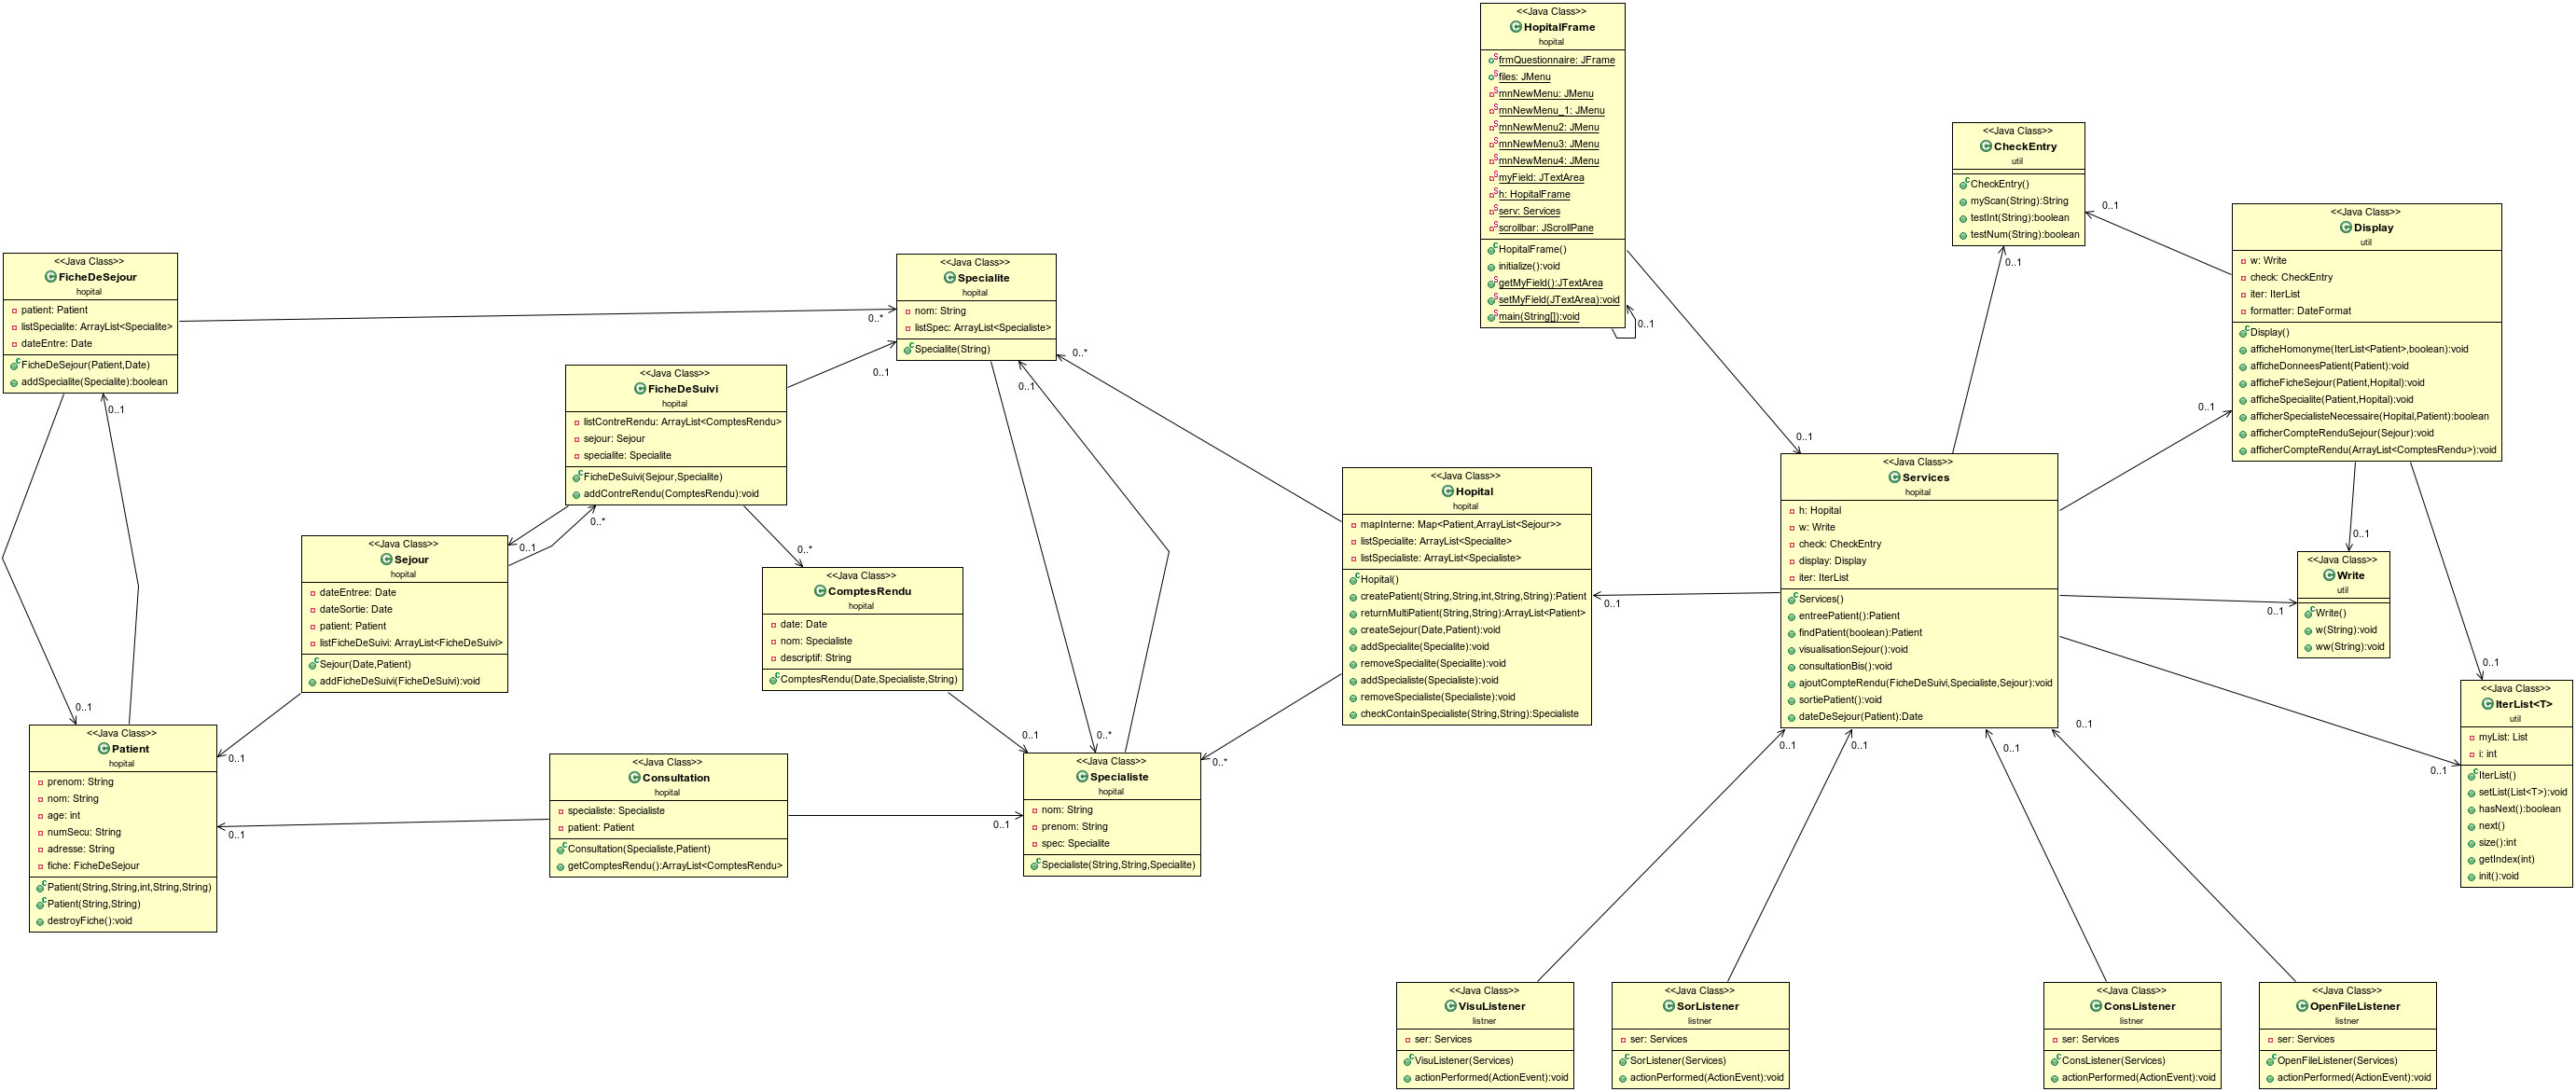 <<Java Class>>
HopitalFrame
hopital
frmQuestionnaire: JFrame
files: JMenu
mnNewMenu: JMenu
mnNewMenu_1: JMenu
mnNewMenu2: JMenu
mnNewMenu3: JMenu
mnNewMenu4: JMenu
myField: JTextArea
h: HopitalFrame
serv: Services
scrollbar: JScrollPane
HopitalFrame()
initialize():void
getMyField():JTextArea
setMyField(JTextArea):void
main(String[]):void
0..1
0..1
<<Java Class>>
CheckEntry
util
CheckEntry()
myScan(String):String
testInt(String):boolean
testNum(String):boolean
0..1
0..1
<<Java Class>>
Display
util
w: Write
check: CheckEntry
iter: IterList
formatter: DateFormat
Display()
afficheHomonyme(IterList<Patient>,boolean):void
afficheDonneesPatient(Patient):void
afficheFicheSejour(Patient,Hopital):void
afficheSpecialite(Patient,Hopital):void
afficherSpecialisteNecessaire(Hopital,Patient):boolean
afficherCompteRenduSejour(Sejour):void
afficherCompteRendu(ArrayList<ComptesRendu>):void
0..1
0..1
0..1
<<Java Class>>
FicheDeSejour
hopital
patient: Patient
listSpecialite: ArrayList<Specialite>
dateEntre: Date
FicheDeSejour(Patient,Date)
addSpecialite(Specialite):boolean
0..1
0..*
<<Java Class>>
Specialite
hopital
nom: String
listSpec: ArrayList<Specialiste>
Specialite(String)
0..1
0..1
0..*
<<Java Class>>
FicheDeSuivi
hopital
listContreRendu: ArrayList<ComptesRendu>
sejour: Sejour
specialite: Specialite
FicheDeSuivi(Sejour,Specialite)
addContreRendu(ComptesRendu):void
0..*
0..1
0..*
<<Java Class>>
Sejour
hopital
dateEntree: Date
dateSortie: Date
patient: Patient
listFicheDeSuivi: ArrayList<FicheDeSuivi>
Sejour(Date,Patient)
addFicheDeSuivi(FicheDeSuivi):void
<<Java Class>>
ComptesRendu
hopital
date: Date
nom: Specialiste
descriptif: String
ComptesRendu(Date,Specialiste,String)
<<Java Class>>
Hopital
hopital
mapInterne: Map<Patient,ArrayList<Sejour>>
listSpecialite: ArrayList<Specialite>
listSpecialiste: ArrayList<Specialiste>
Hopital()
createPatient(String,String,int,String,String):Patient
returnMultiPatient(String,String):ArrayList<Patient>
createSejour(Date,Patient):void
addSpecialite(Specialite):void
removeSpecialite(Specialite):void
addSpecialiste(Specialiste):void
removeSpecialiste(Specialiste):void
checkContainSpecialiste(String,String):Specialiste
0..1
<<Java Class>>
Services
hopital
h: Hopital
w: Write
check: CheckEntry
display: Display
iter: IterList
Services()
entreePatient():Patient
findPatient(boolean):Patient
visualisationSejour():void
consultationBis():void
ajoutCompteRendu(FicheDeSuivi,Specialiste,Sejour):void
sortiePatient():void
dateDeSejour(Patient):Date
0..1
0..1
0..1
0..1
0..1
0..1
<<Java Class>>
Write
util
Write()
w(String):void
ww(String):void
0..1
<<Java Class>>
IterList<T>
util
myList: List
i: int
IterList()
setList(List<T>):void
hasNext():boolean
next()
size():int
getIndex(int)
init():void
0..1
0..1
<<Java Class>>
Patient
hopital
prenom: String
nom: String
age: int
numSecu: String
adresse: String
fiche: FicheDeSejour
Patient(String,String,int,String,String)
Patient(String,String)
destroyFiche():void
0..1
<<Java Class>>
Consultation
hopital
specialiste: Specialiste
patient: Patient
Consultation(Specialiste,Patient)
getComptesRendu():ArrayList<ComptesRendu>
0..1
0..1
0..*
0..*
<<Java Class>>
Specialiste
hopital
nom: String
prenom: String
spec: Specialite
Specialiste(String,String,Specialite)
<<Java Class>>
VisuListener
listner
ser: Services
VisuListener(Services)
actionPerformed(ActionEvent):void
<<Java Class>>
SorListener
listner
ser: Services
SorListener(Services)
actionPerformed(ActionEvent):void
<<Java Class>>
ConsListener
listner
ser: Services
ConsListener(Services)
actionPerformed(ActionEvent):void
<<Java Class>>
OpenFileListener
listner
ser: Services
OpenFileListener(Services)
actionPerformed(ActionEvent):void